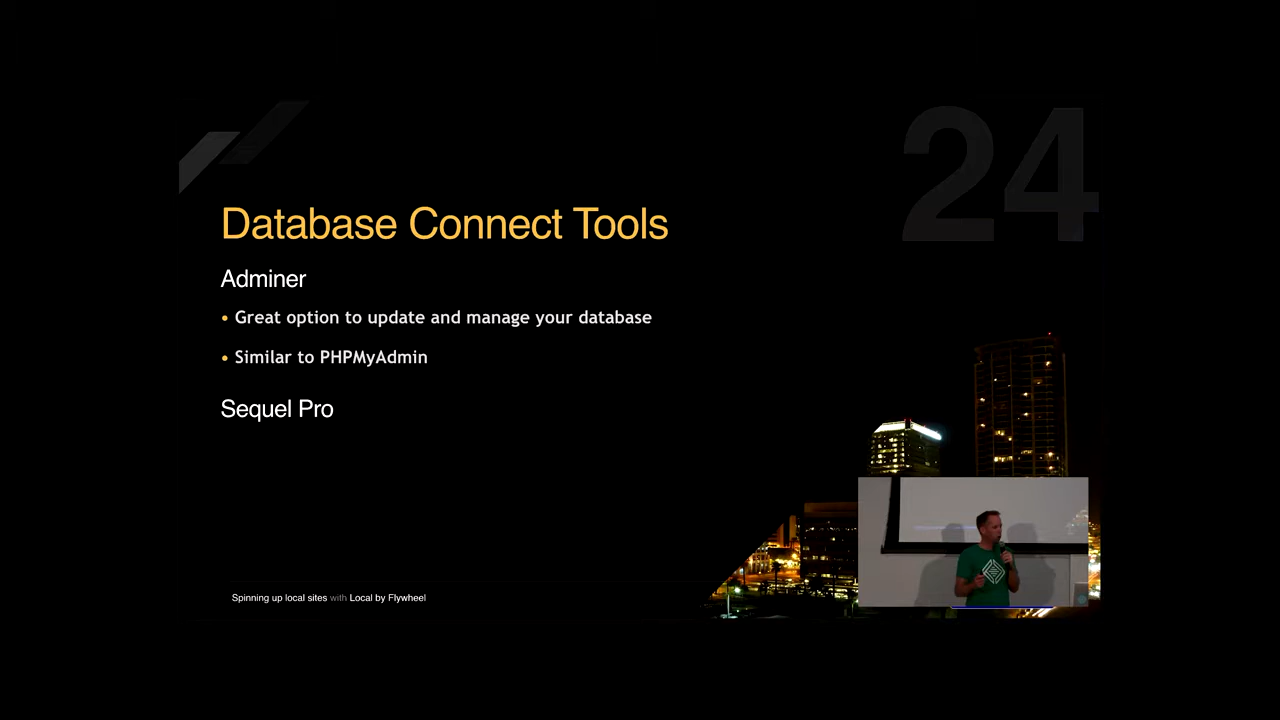 24
Database Connect Tools
Adminer
• Great option to update and manage your database
• Similar to PHPMyAdmin
Sequel Pro
Spinning up local sites with Local by Flywheel